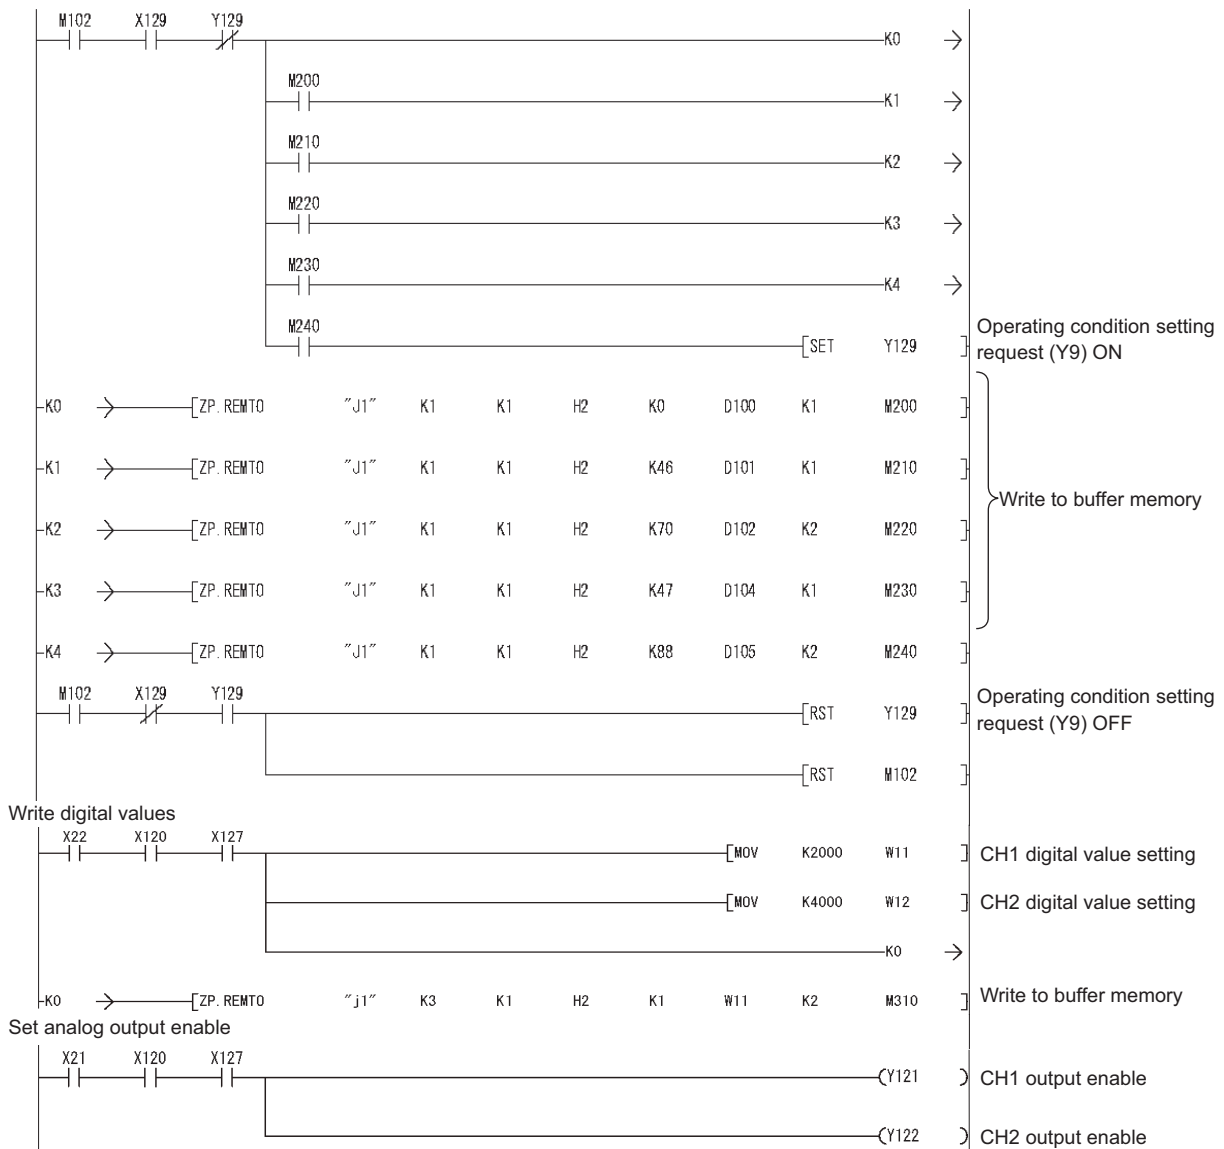 M102 X129 Y129
K0
M200
K1
M210
K2
M220
K3
M230
K4
M240
[SET Y129 ]
Operating condition setting
request (Y9) ON
K0 [ZP.REMTO "J1" K1 K1 H2 K0 D100 K1 M200 ]
K1 [ZP.REMTO "J1" K1 K1 H2 K46 D101 K1 M210 ]
Write to buffer memory
K2 [ZP.REMTO "J1" K1 K1 H2 K70 D102 K2 M220 ]
K3 [ZP.REMTO "J1" K1 K1 H2 K47 D104 K1 M230 ]
K4 [ZP.REMTO "J1" K1 K1 H2 K88 D105 K2 M240 ]
M102 X129 Y129
[RST Y129 ]
Operating condition setting
request (Y9) OFF
[RST M102 ]
Write digital values
X22 X120 X127
[MOV K2000 W11 ] CH1 digital value setting
[MOV K4000 W12 ] CH2 digital value setting
K0
K0 [ZP.REMTO "j1" K3 K1 H2 K1 W11 K2 M310 ] Write to buffer memory
Set analog output enable
X21 X120 X127
(Y121 ) CH1 output enable
(Y122 ) CH2 output enable